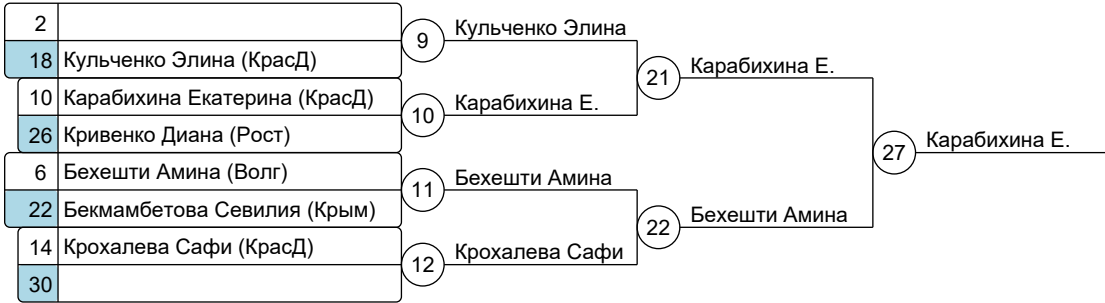 2
18 Кульченко Элина (КрасД)
10 Карабихина Екатерина (КрасД)
26 Кривенко Диана (Рост)
6 Бехешти Амина (Волг)
22 Бекмамбетова Севилия (Крым)
14 Крохалева Сафи (КрасД)
30
9 Кульченко Элина
10 Карабихина Е.
11 Бехешти Амина
12 Крохалева Сафи
21 Карабихина Е.
22 Бехешти Амина
27 Карабихина Е.